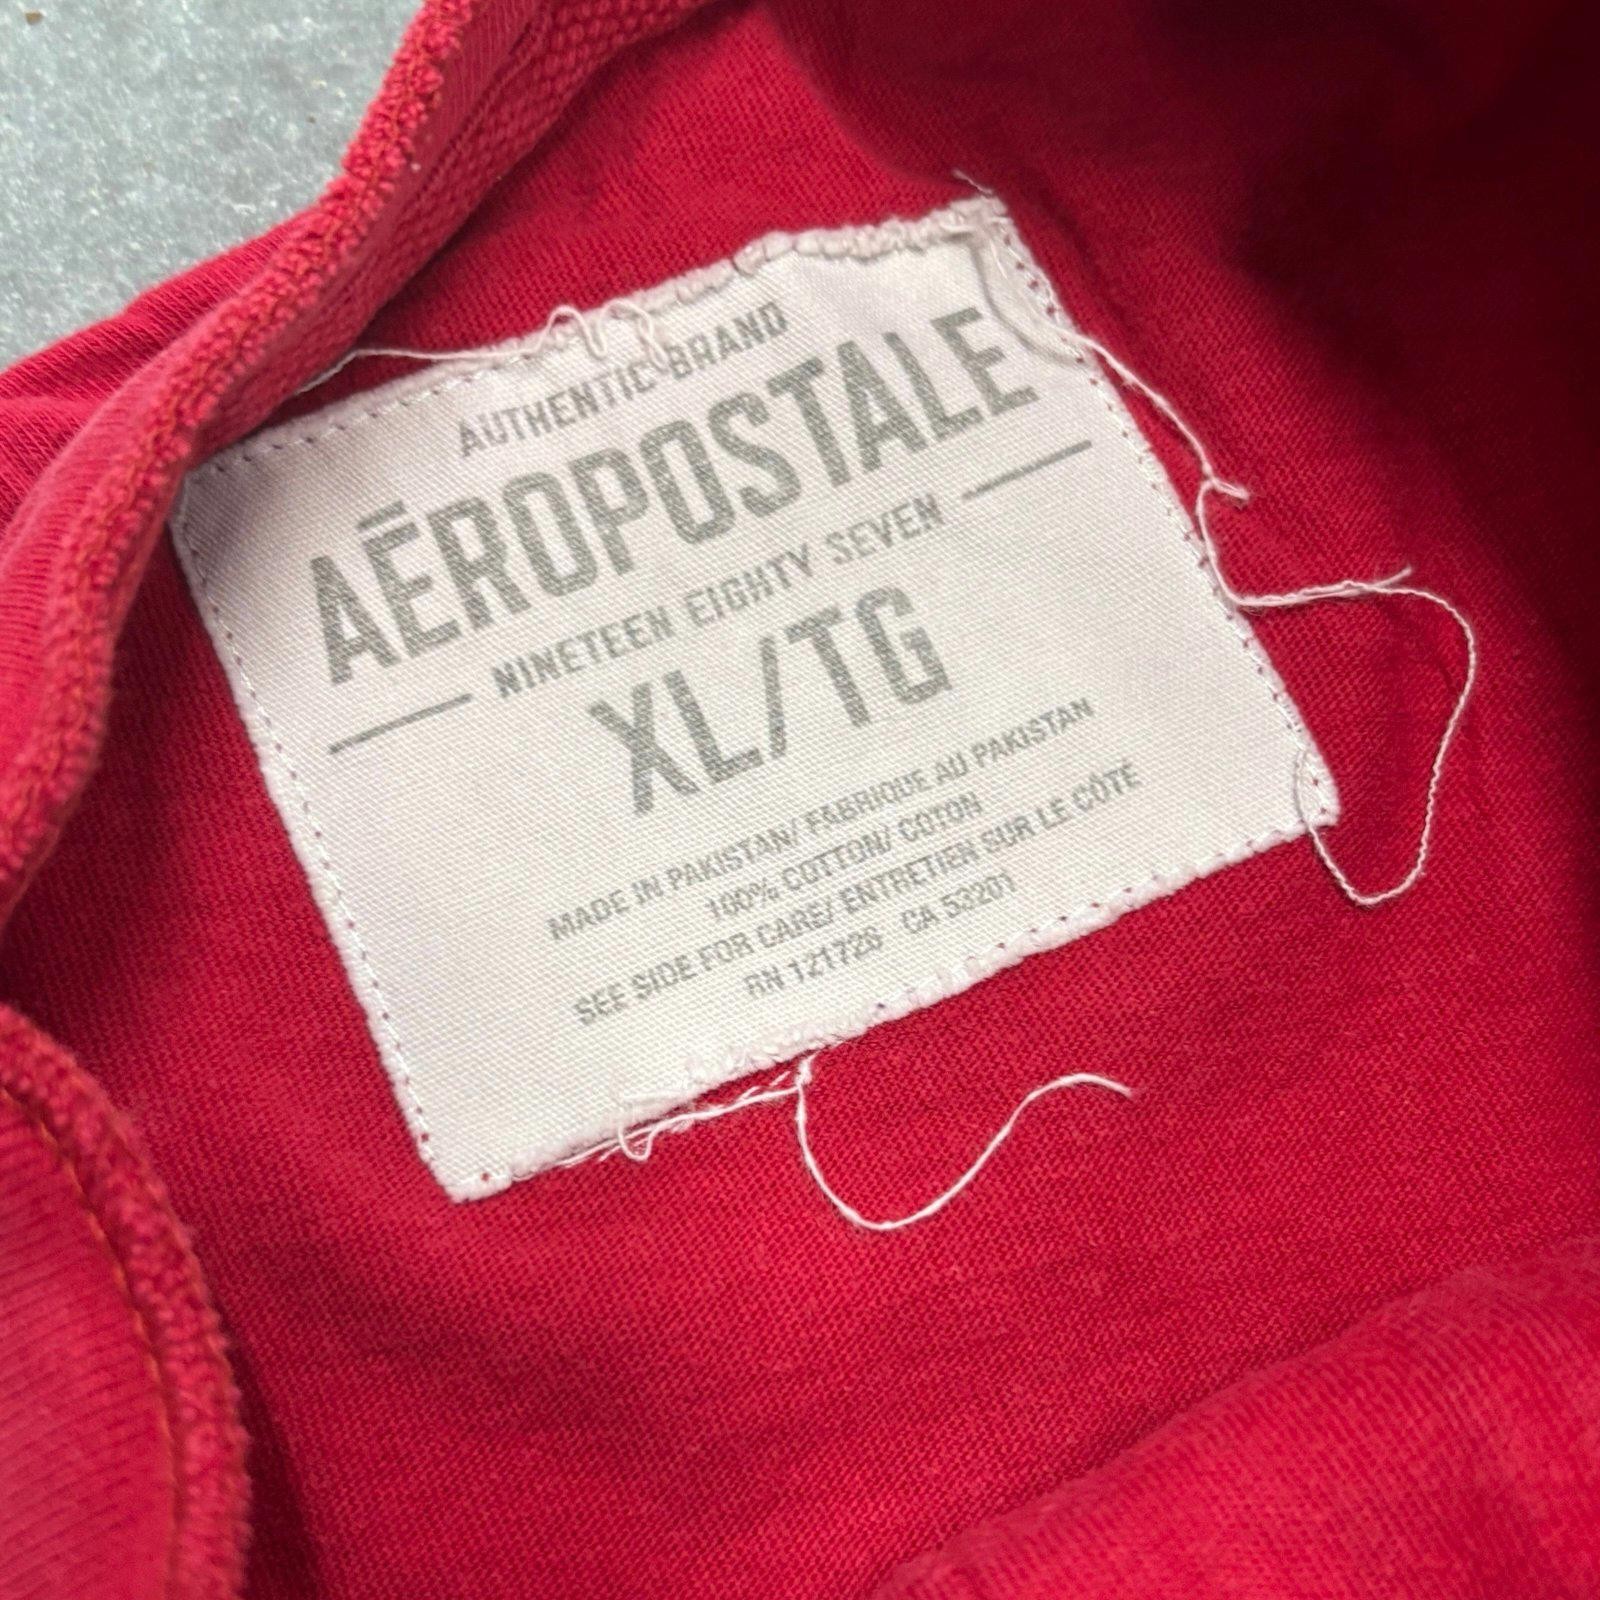 AUTHENTIC BRAND
AÉROPOSTALE
NINETEEN EIGHTY SEVEN
XL/TG
MADE IN PAKISTAN/ FABRIQUE AU PAKISTAN
100% COTTON/ COTON
SEE SIDE FOR CARE/ ENTRETIEN SUR LE CÔTE
RN 121726 CA 53201